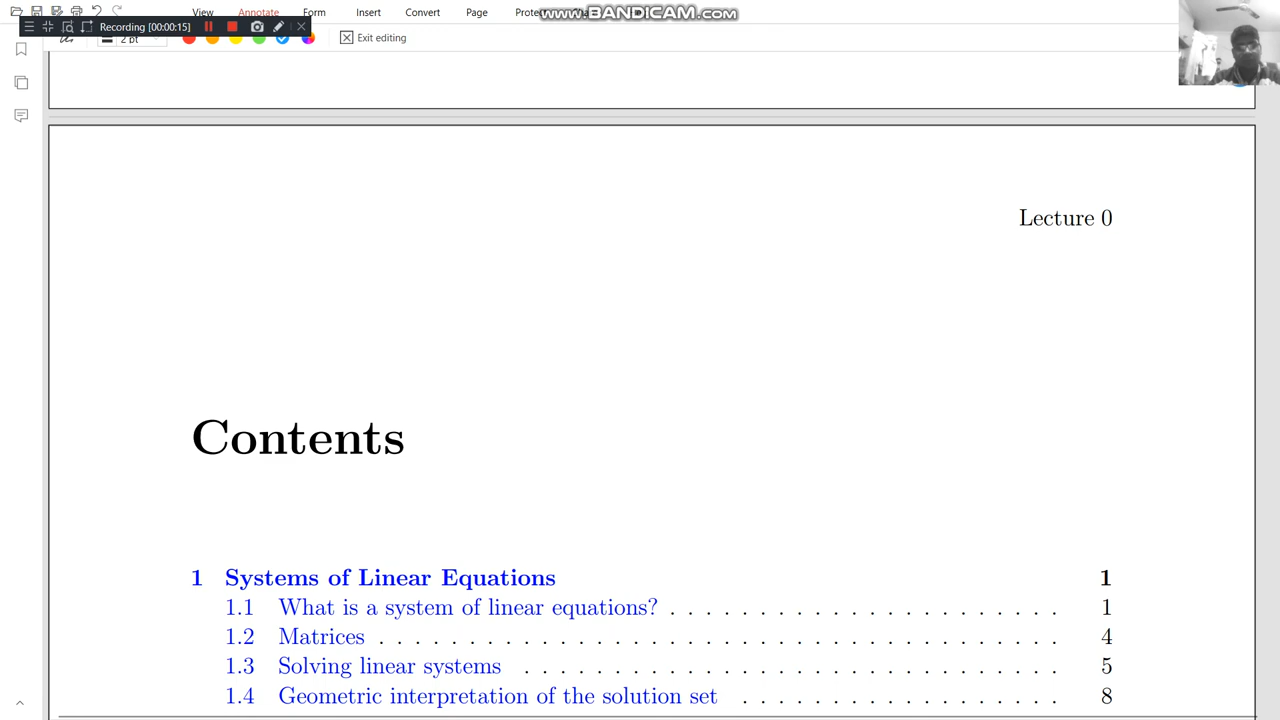 View Annotate Form Insert Convert Page
www.BANDICAM.com
Recording [00:00:15]
2 pt
Exit editing
Lecture 0
Contents
1 Systems of Linear Equations 1
1.1 What is a system of linear equations? . . . . . . . . . . . . . . . . . 1
1.2 Matrices . . . . . . . . . . . . . . . . . . . . . . . . . . . . . 4
1.3 Solving linear systems . . . . . . . . . . . . . . . . . . . . . . . 5
1.4 Geometric interpretation of the solution set . . . . . . . . . . . . . . 8